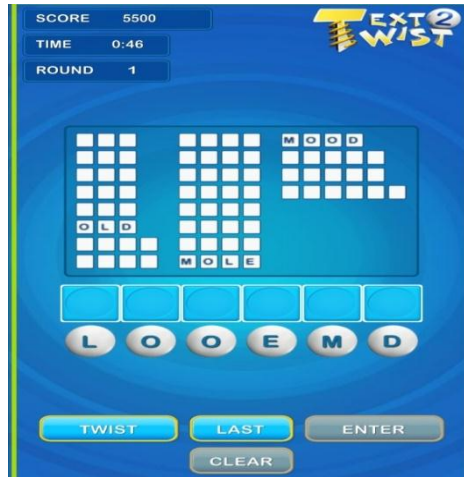 SCORE 5500
TEXT 2
TWIST
TIME 0:46
ROUND 1
MOOD
OLD
MOLE
L O O E M D
TWIST LAST ENTER
CLEAR